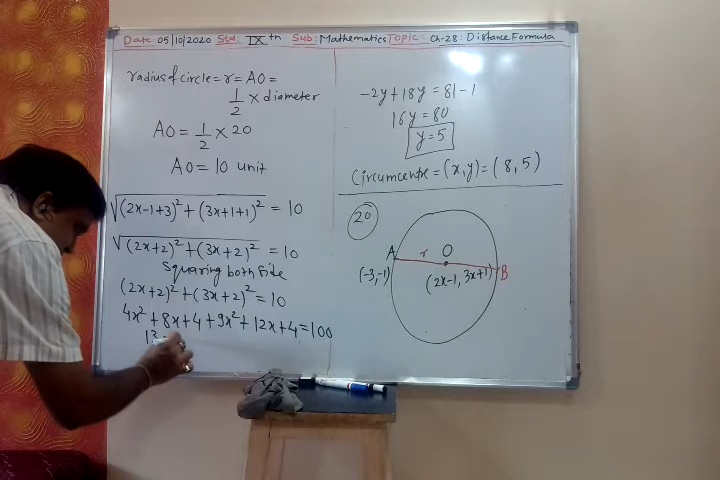 Date: 05/10/2020 Std: IXth Sub: Mathematics Topic: Ch-28: Distance Formula
radius of circle = r = AO =
1/2 × diameter
AO = 1/2 × 20
AO = 10 unit
√(2x-1+3)² + (3x+1+1)² = 10
√(2x+2)² + (3x+2)² = 10
Squaring both side
(2x+2)² + (3x+2)² = 10
4x² + 8x + 4 + 9x² + 12x + 4 = 100
13
-2y + 18y = 81 - 1
16y = 80
y = 5
Circumcentre = (x, y) = (8, 5)
20
A r O B
(-3, -1) (2x-1, 3x+1)